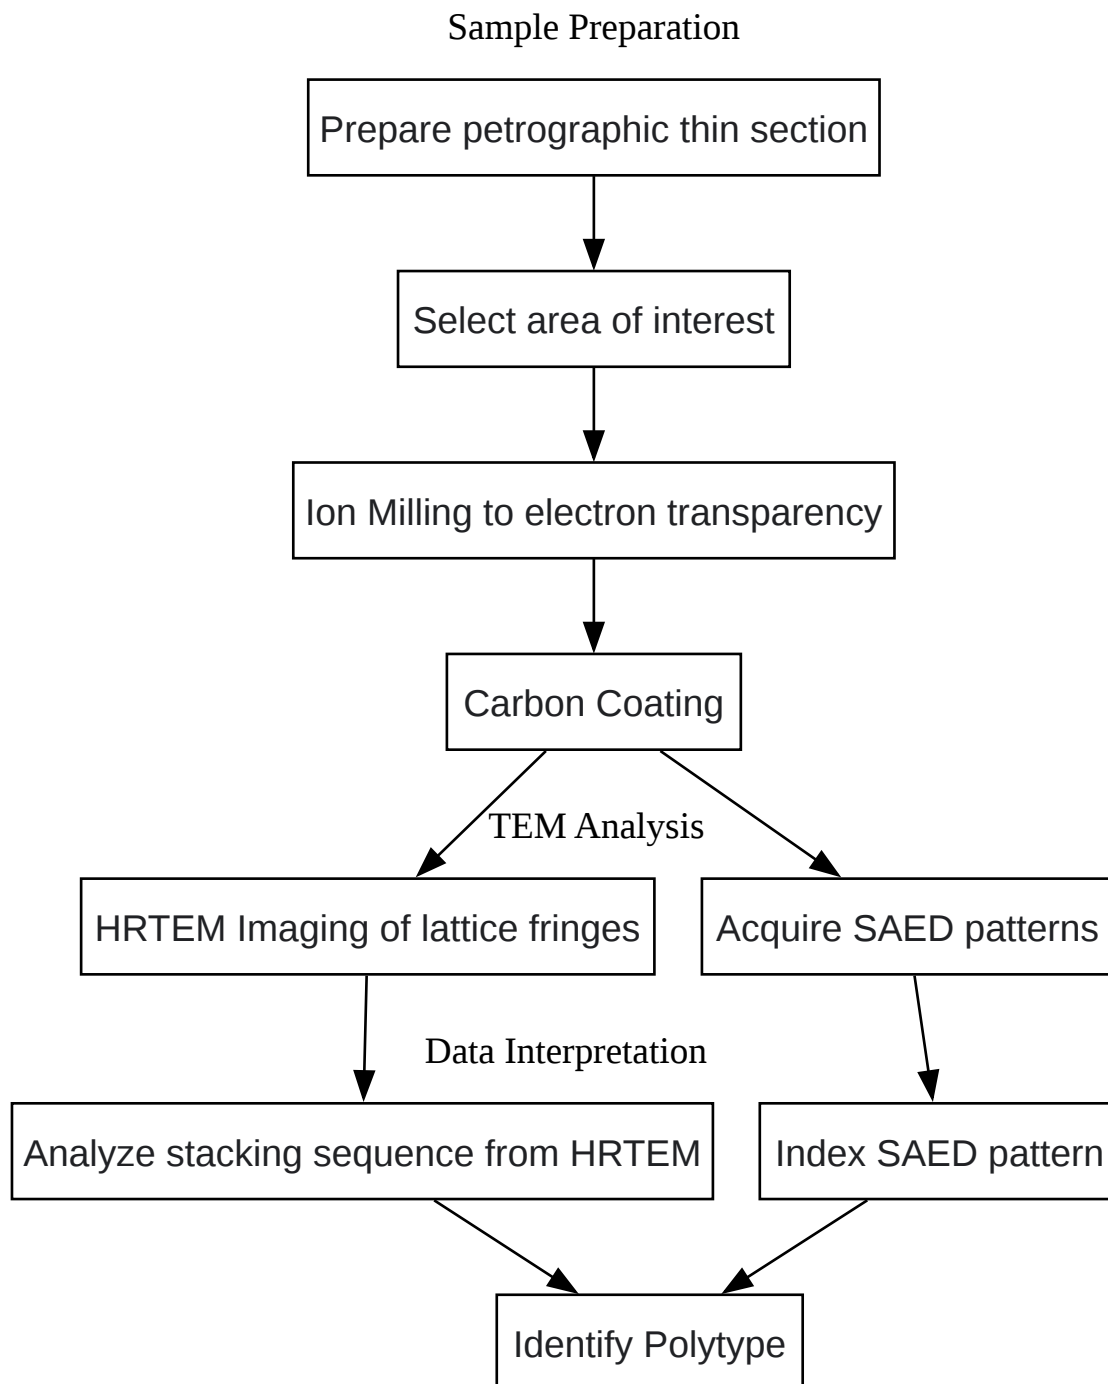 Sample Preparation
Prepare petrographic thin section
Select area of interest
Ion Milling to electron transparency
Carbon Coating
TEM Analysis
HRTEM Imaging of lattice fringes
Acquire SAED patterns
Data Interpretation
Analyze stacking sequence from HRTEM
Index SAED pattern
Identify Polytype